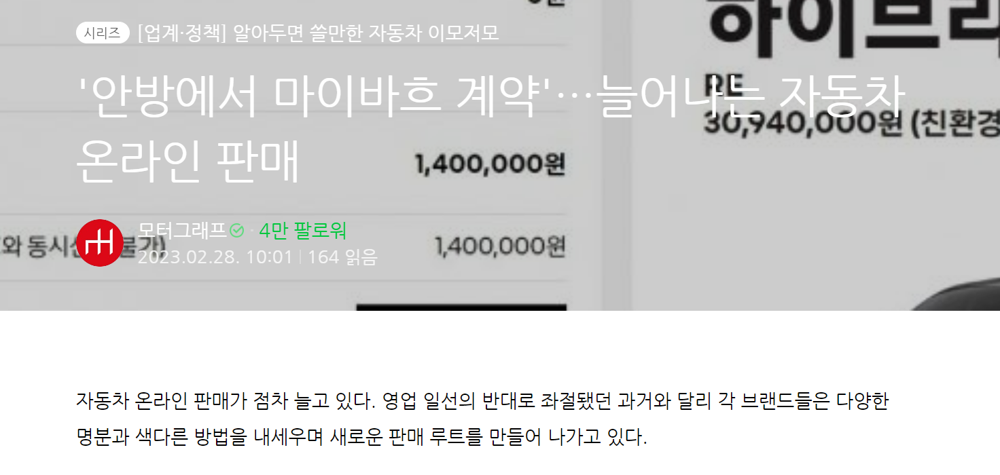 시리즈 [업계·정책] 알아두면 쓸만한 자동차 이모저모
하이브리
'안방에서 마이바흐 계약'…늘어나는 자동차
온라인 판매
RE
30,940,000원 (친환경
1,400,000원
모터그래프 · 4만 팔로워
와 동시 불가)
1,400,000원
2023.02.28. 10:01 | 164 읽음
자동차 온라인 판매가 점차 늘고 있다. 영업 일선의 반대로 좌절됐던 과거와 달리 각 브랜드들은 다양한
명분과 색다른 방법을 내세우며 새로운 판매 루트를 만들어 나가고 있다.